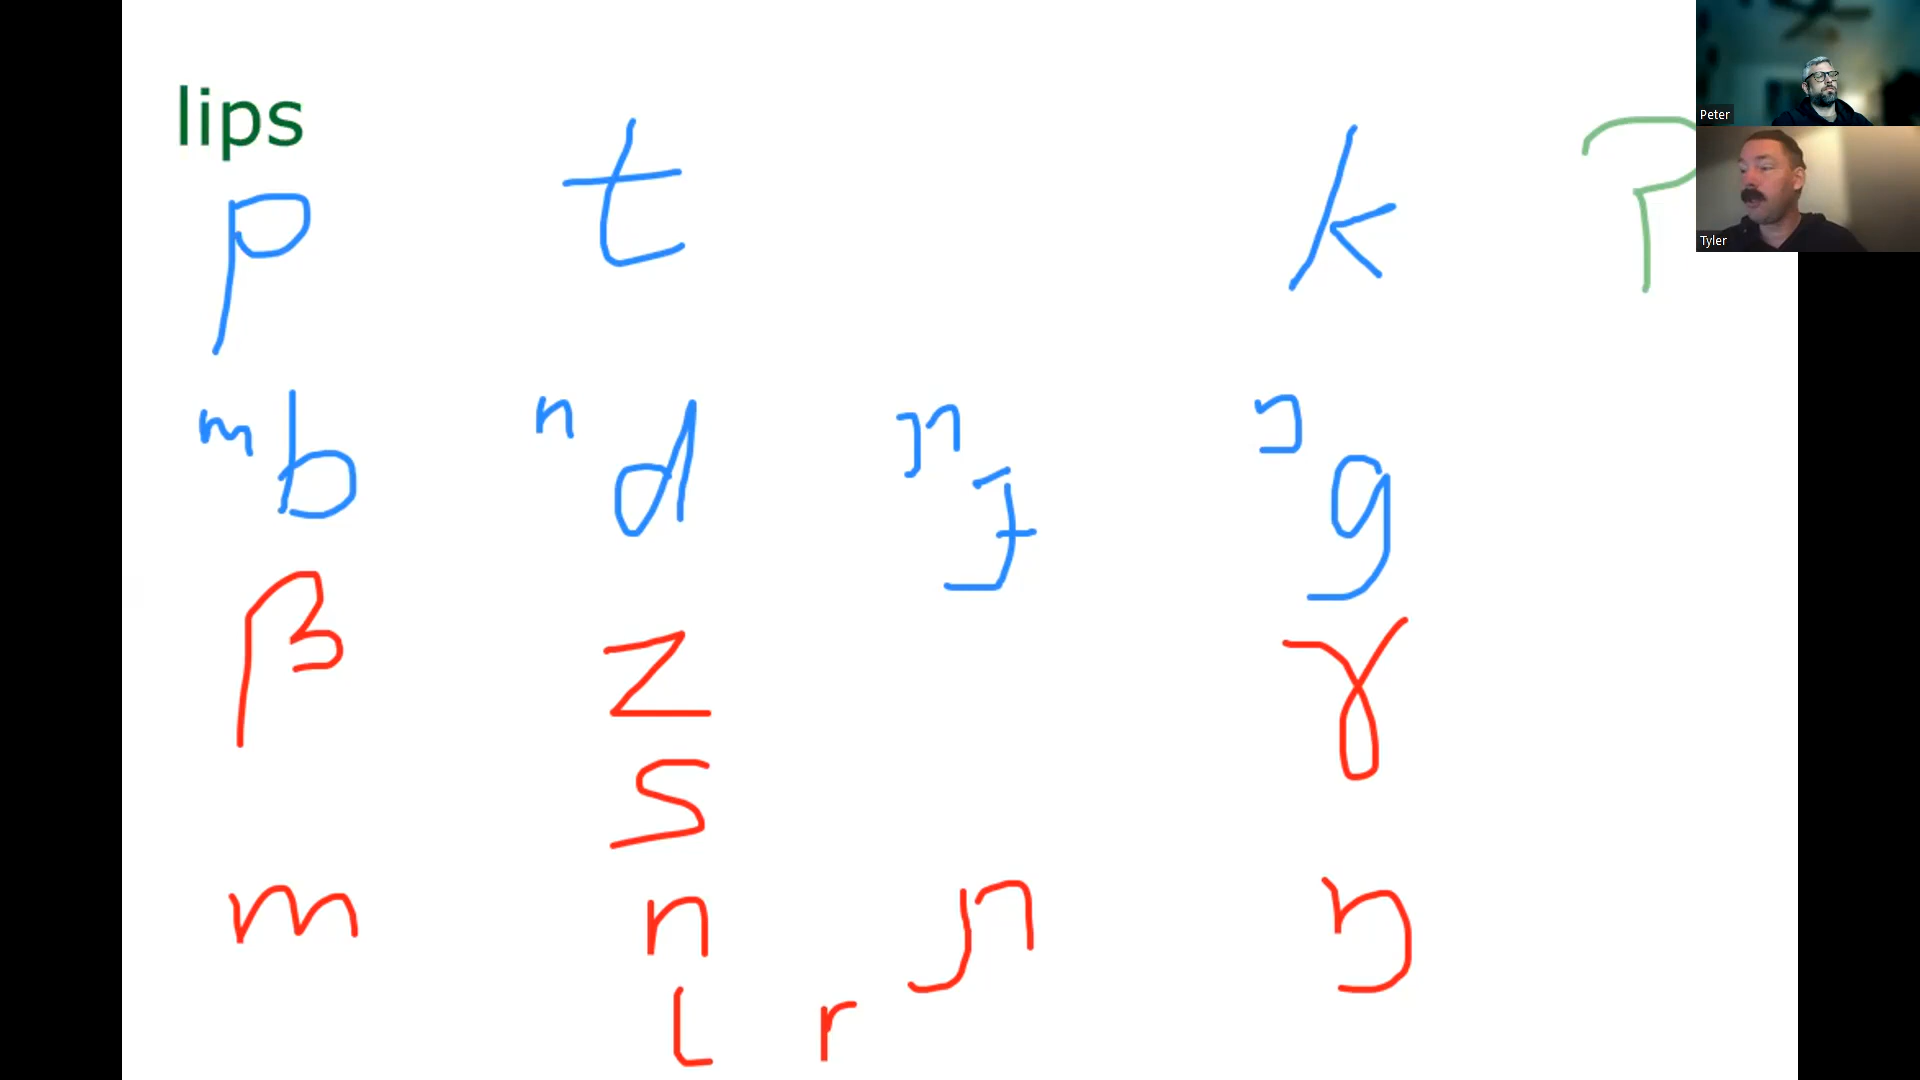 lips
p t k ʔ
Peter
Tyler
ᵐb ⁿd ᶮɟ ᵑg
β z ɣ
s
m n ɲ ŋ
l r